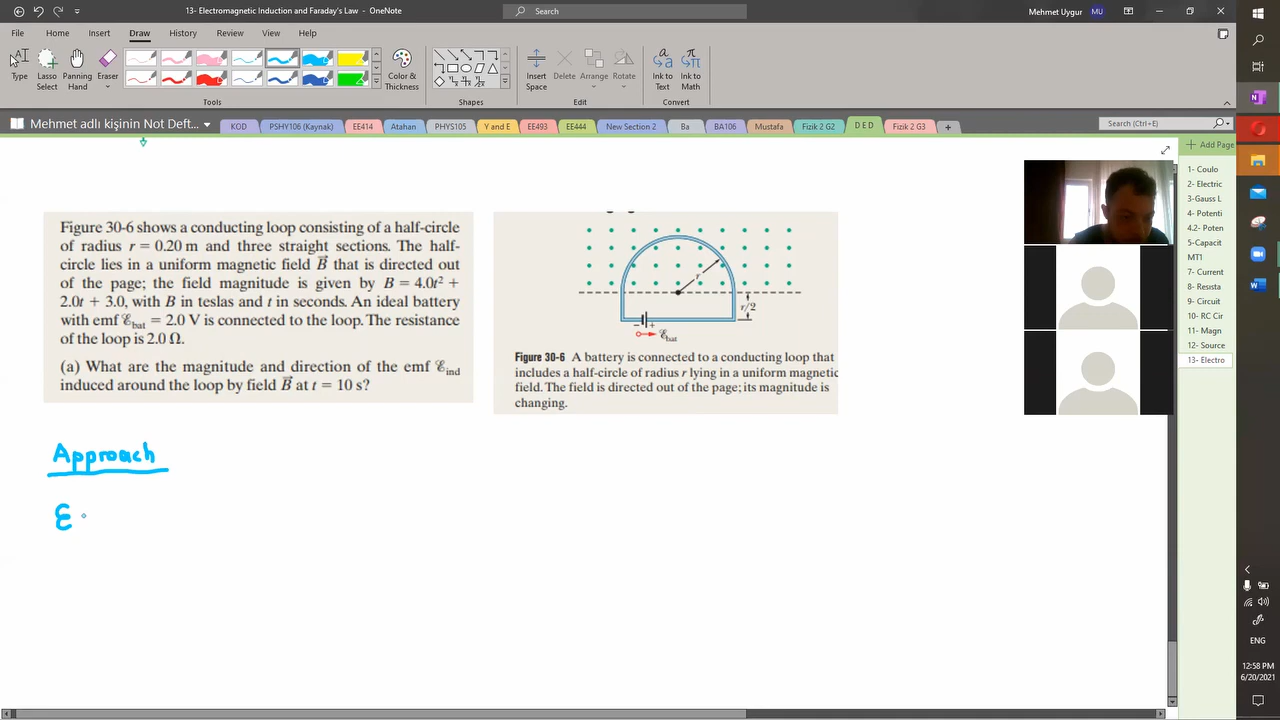 13- Electromagnetic Induction and Faraday's Law - OneNote
Search
Mehmet Uygur
MU
File
Home
Insert
Draw
History
Review
View
Help
Type
Lasso Select
Panning Hand
Eraser
Color & Thickness
Insert Space
Delete
Arrange
Rotate
Ink to Text
Ink to Math
Tools
Shapes
Edit
Convert
Mehmet adlı kişinin Not Deft...
KOD
PSHY106 (Kaynak)
EE414
Atahan
PHYS105
Y and E
EE493
EE444
New Section 2
Ba
BA106
Mustafa
Fizik 2 G2
D E D
Fizik 2 G3
Search (Ctrl+E)
Add Page
1- Coulo
2- Electric
3-Gauss L
4- Potenti
4.2- Poten
5-Capacit
MT1
7- Current
8- Resista
9- Circuit
10- RC Cir
11- Magn
12- Source
13- Electro
Figure 30-6 shows a conducting loop consisting of a half-circle
of radius r = 0.20 m and three straight sections. The half-
circle lies in a uniform magnetic field B⃗ that is directed out
of the page; the field magnitude is given by B = 4.0t² +
2.0t + 3.0, with B in teslas and t in seconds. An ideal battery
with emf ℰbat = 2.0 V is connected to the loop. The resistance
of the loop is 2.0 Ω.
(a) What are the magnitude and direction of the emf ℰind
induced around the loop by field B⃗ at t = 10 s?
r
r/2
- +
ℰbat
Figure 30-6 A battery is connected to a conducting loop that
includes a half-circle of radius r lying in a uniform magnetic
field. The field is directed out of the page; its magnitude is
changing.
Approach
ℰ
ENG
12:58 PM
6/20/2021